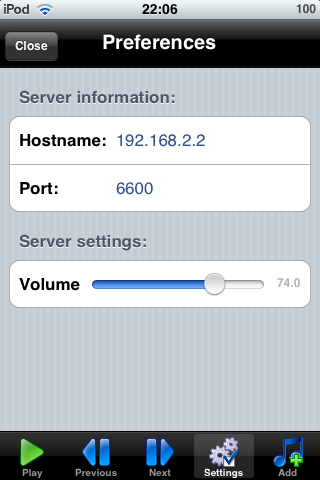 iPod 22:06 100
Close Preferences
Server information:
Hostname: 192.168.2.2
Port: 6600
Server settings:
Volume 74.0
Play Previous Next Settings Add